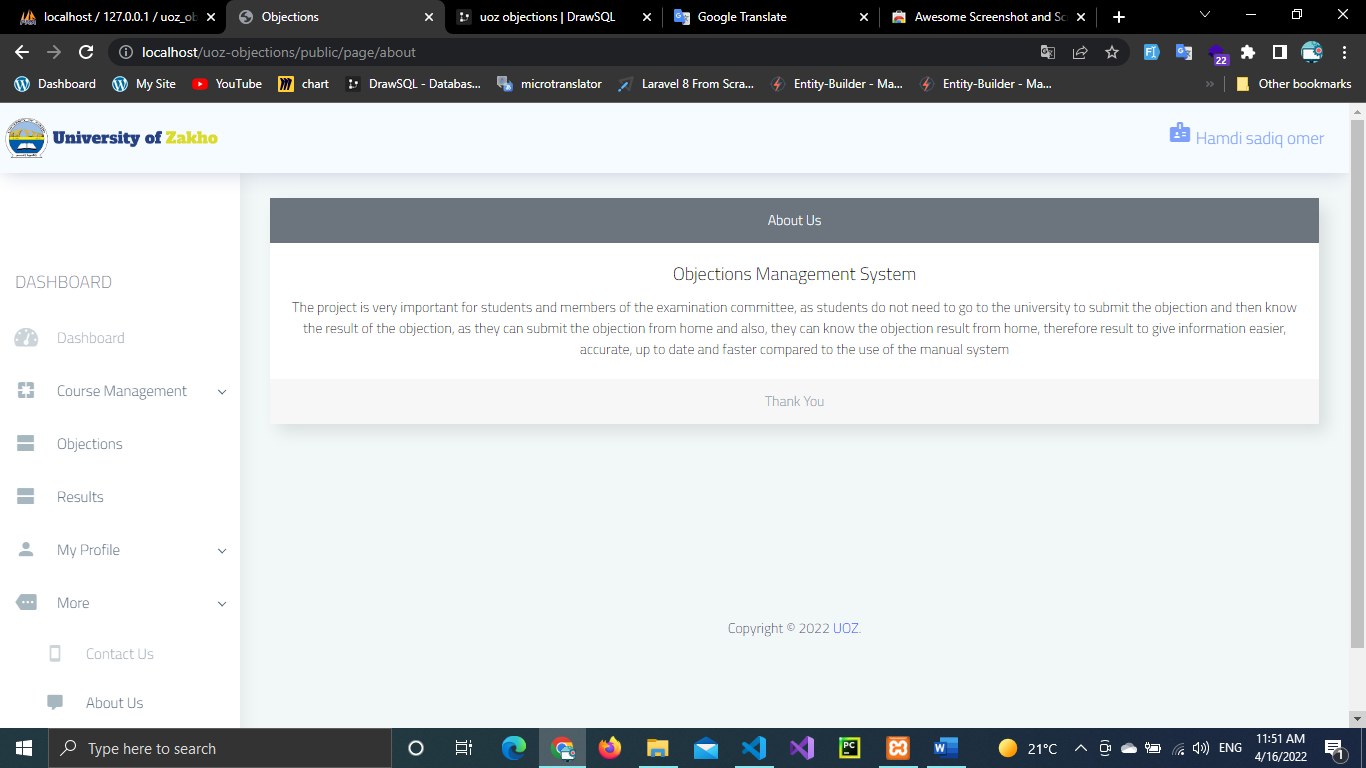 localhost / 127.0.0.1 / uoz_ob
Objections
uoz objections | DrawSQL
Google Translate
Awesome Screenshot and Sc
localhost/uoz-objections/public/page/about
22
Dashboard
My Site
YouTube
chart
DrawSQL - Databas...
microtranslator
Laravel 8 From Scra...
Entity-Builder - Ma...
Entity-Builder - Ma...
»
Other bookmarks
University of Zakho
Hamdi sadiq omer
DASHBOARD
Dashboard
Course Management
Objections
Results
My Profile
More
Contact Us
About Us
About Us
Objections Management System
The project is very important for students and members of the examination committee, as students do not need to go to the university to submit the objection and then know
the result of the objection, as they can submit the objection from home and also, they can know the objection result from home, therefore result to give information easier,
accurate, up to date and faster compared to the use of the manual system
Thank You
Copyright © 2022 UOZ.
Type here to search
21°C
ENG
11:51 AM
4/16/2022
1